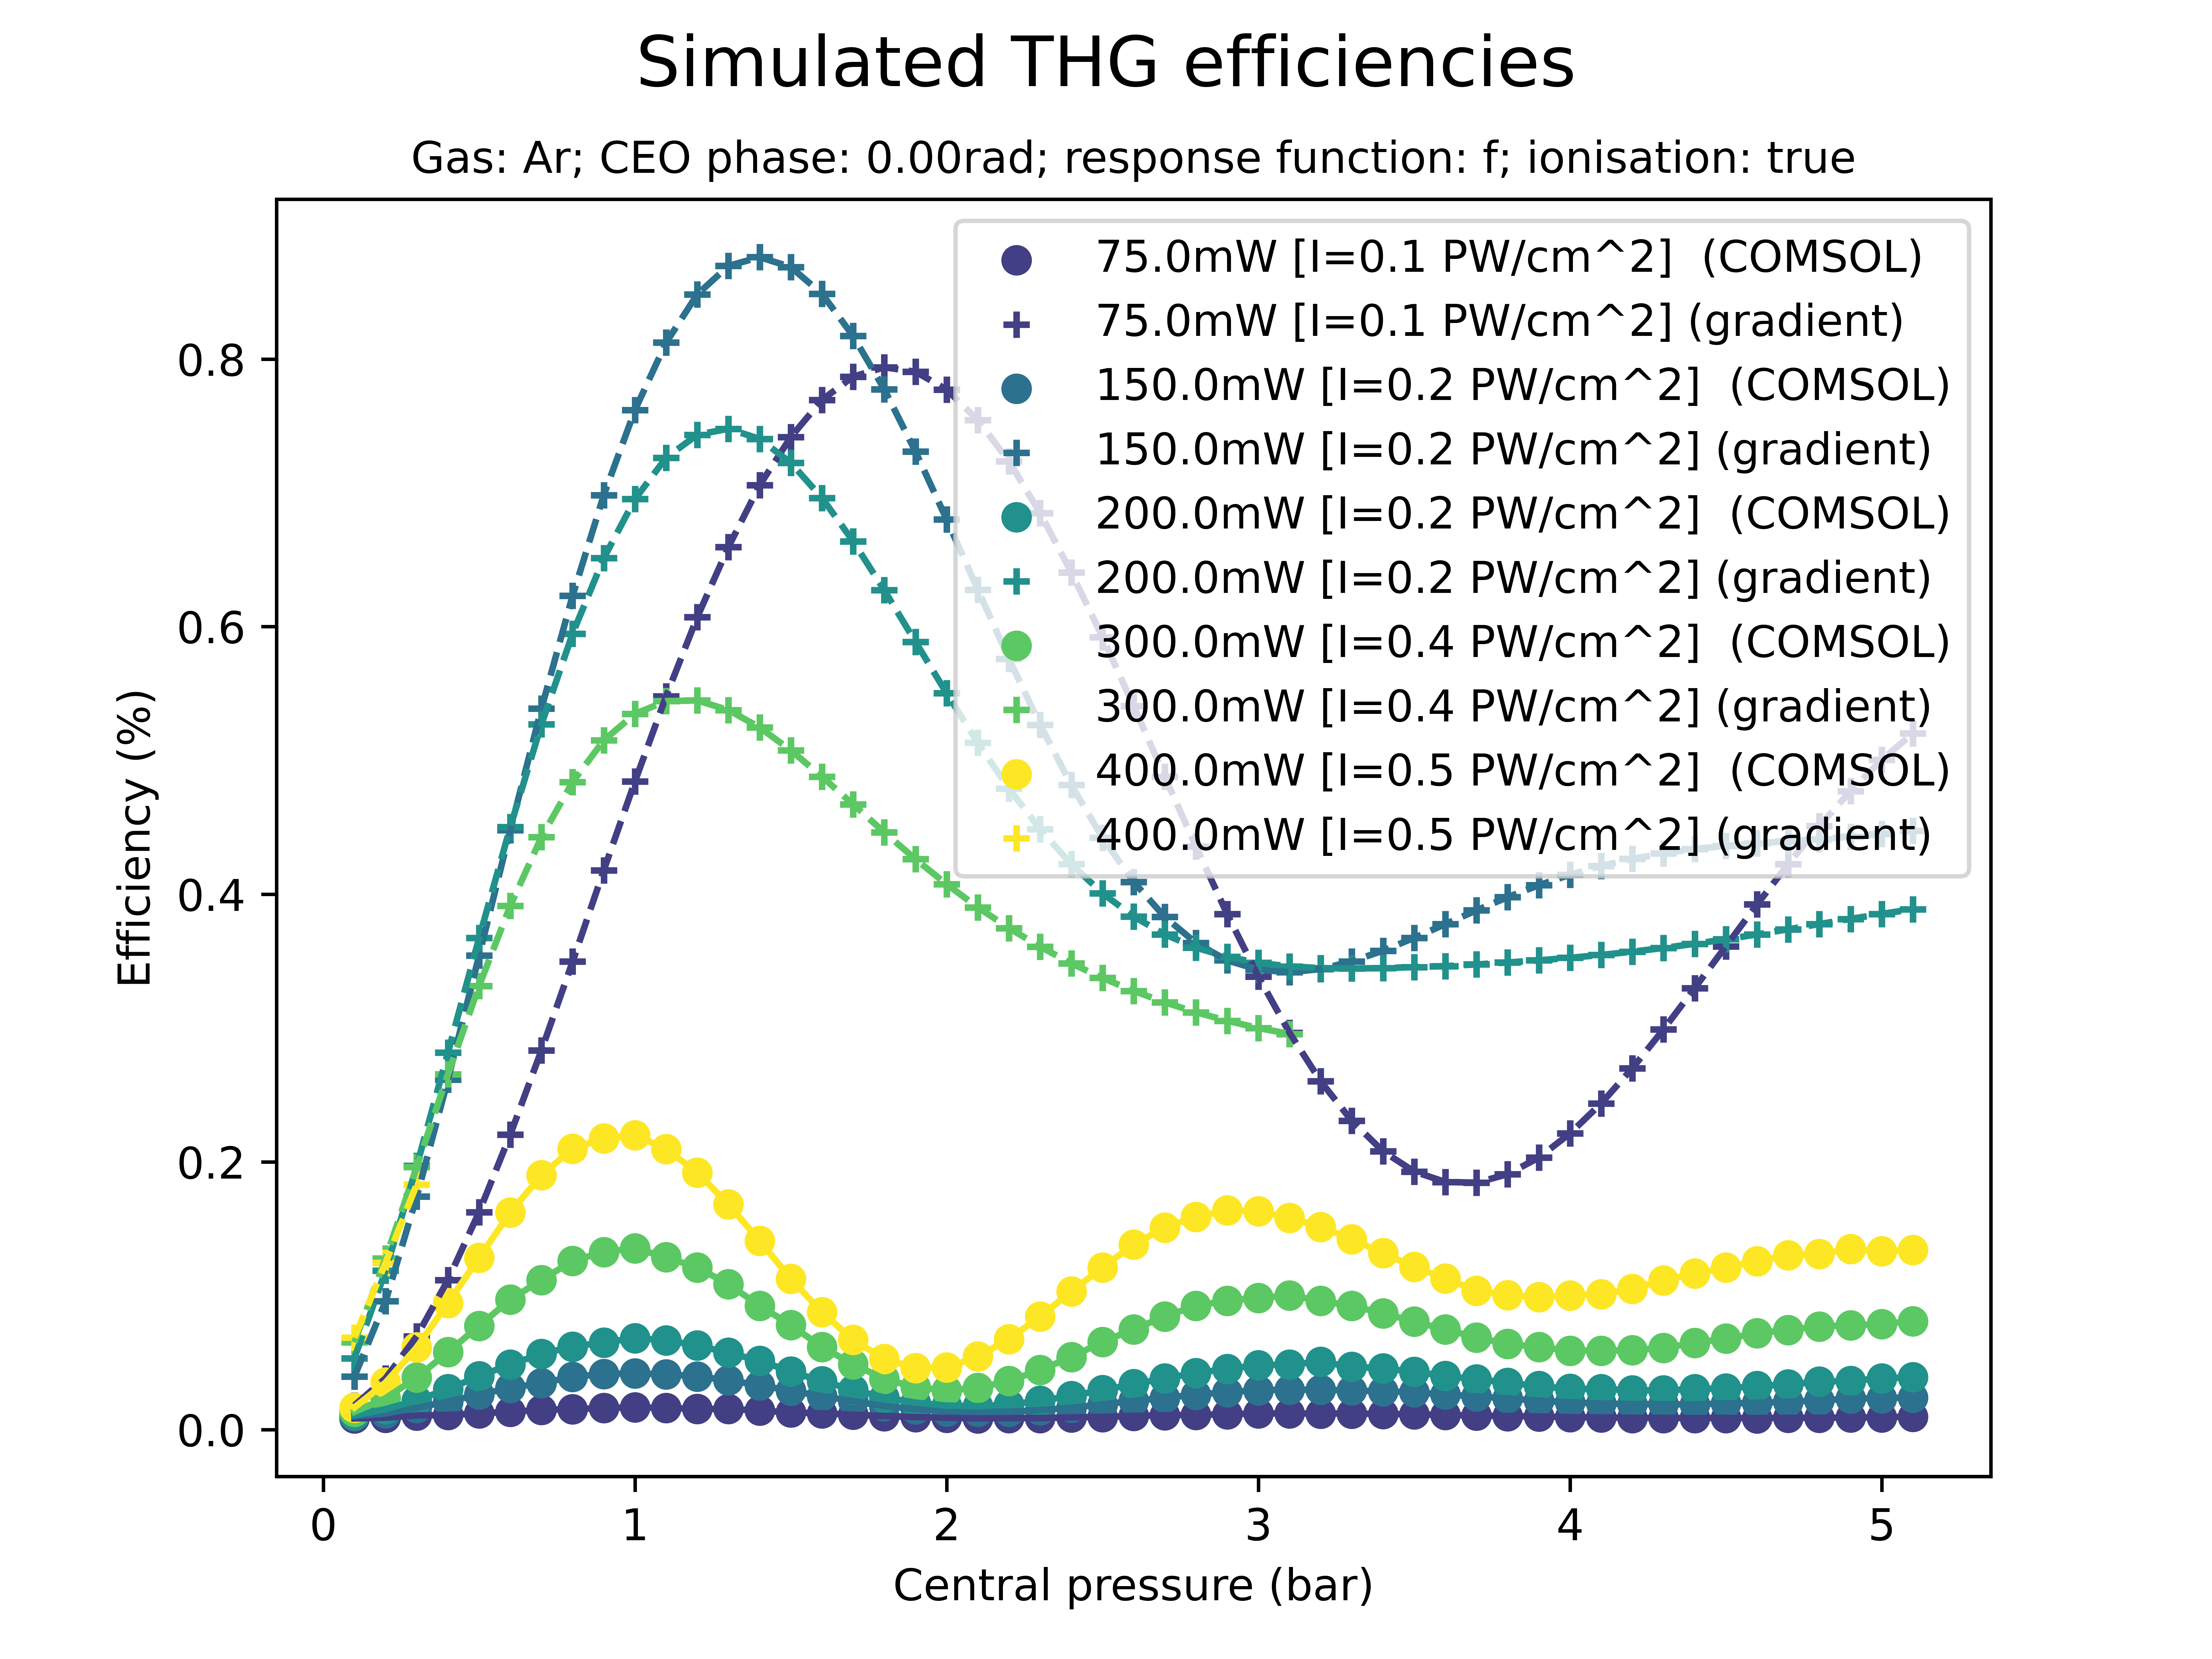 Simulated THG efficiencies
Gas: Ar; CEO phase: 0.00rad; response function: f; ionisation: true
75.0mW [I=0.1 PW/cm^2]  (COMSOL)
75.0mW [I=0.1 PW/cm^2] (gradient)
150.0mW [I=0.2 PW/cm^2]  (COMSOL)
150.0mW [I=0.2 PW/cm^2] (gradient)
200.0mW [I=0.2 PW/cm^2]  (COMSOL)
200.0mW [I=0.2 PW/cm^2] (gradient)
300.0mW [I=0.4 PW/cm^2]  (COMSOL)
300.0mW [I=0.4 PW/cm^2] (gradient)
400.0mW [I=0.5 PW/cm^2]  (COMSOL)
400.0mW [I=0.5 PW/cm^2] (gradient)
Efficiency (%)
0.8
0.6
0.4
0.2
0.0
0 1 2 3 4 5
Central pressure (bar)